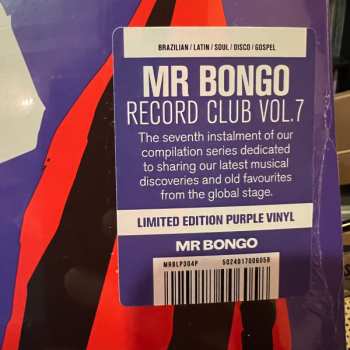 BRAZILIAN / LATIN / SOUL / DISCO / GOSPEL
MR BONGO
RECORD CLUB VOL.7
The seventh instalment of our
compilation series dedicated
to sharing our latest musical
discoveries and old favourites
from the global stage.
LIMITED EDITION PURPLE VINYL
MR BONGO
MRBLP304P 5024017006058